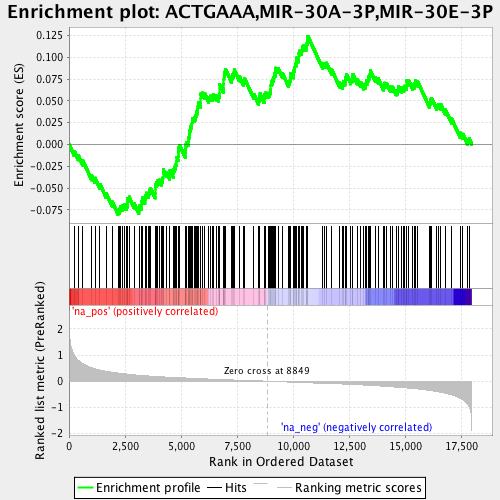 Enrichment plot: ACTGAAA,MIR-30A-3P,MIR-30E-3P
Enrichment score (ES)
0.125
0.100
0.075
0.050
0.025
0.000
-0.025
-0.050
-0.075
'na_pos' (positively correlated)
Ranked list metric (PreRanked)
2
1
0
-1
-2
Zero cross at 8849
'na_neg' (negatively correlated)
0
2,500
5,000
7,500
10,000
12,500
15,000
17,500
Rank in Ordered Dataset
Enrichment profile
Hits
Ranking metric scores